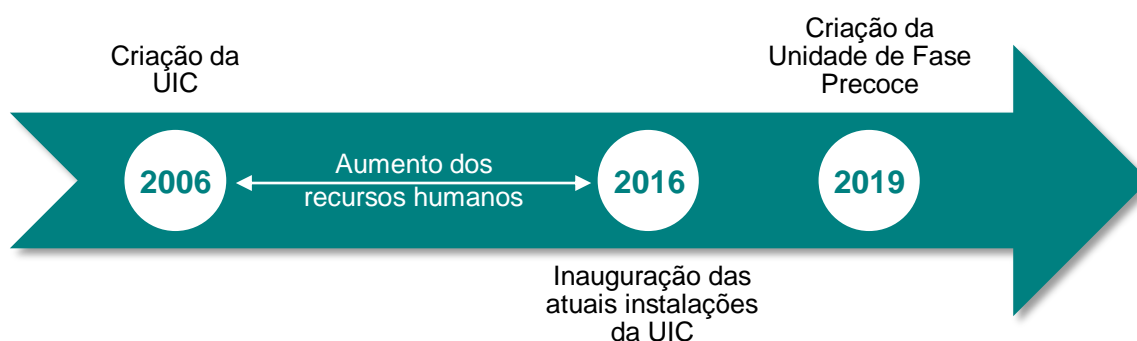 Criação da
UIC
Criação da
Unidade de Fase
Precoce
2006
Aumento dos
recursos humanos
2016
2019
Inauguração das
atuais instalações
da UIC